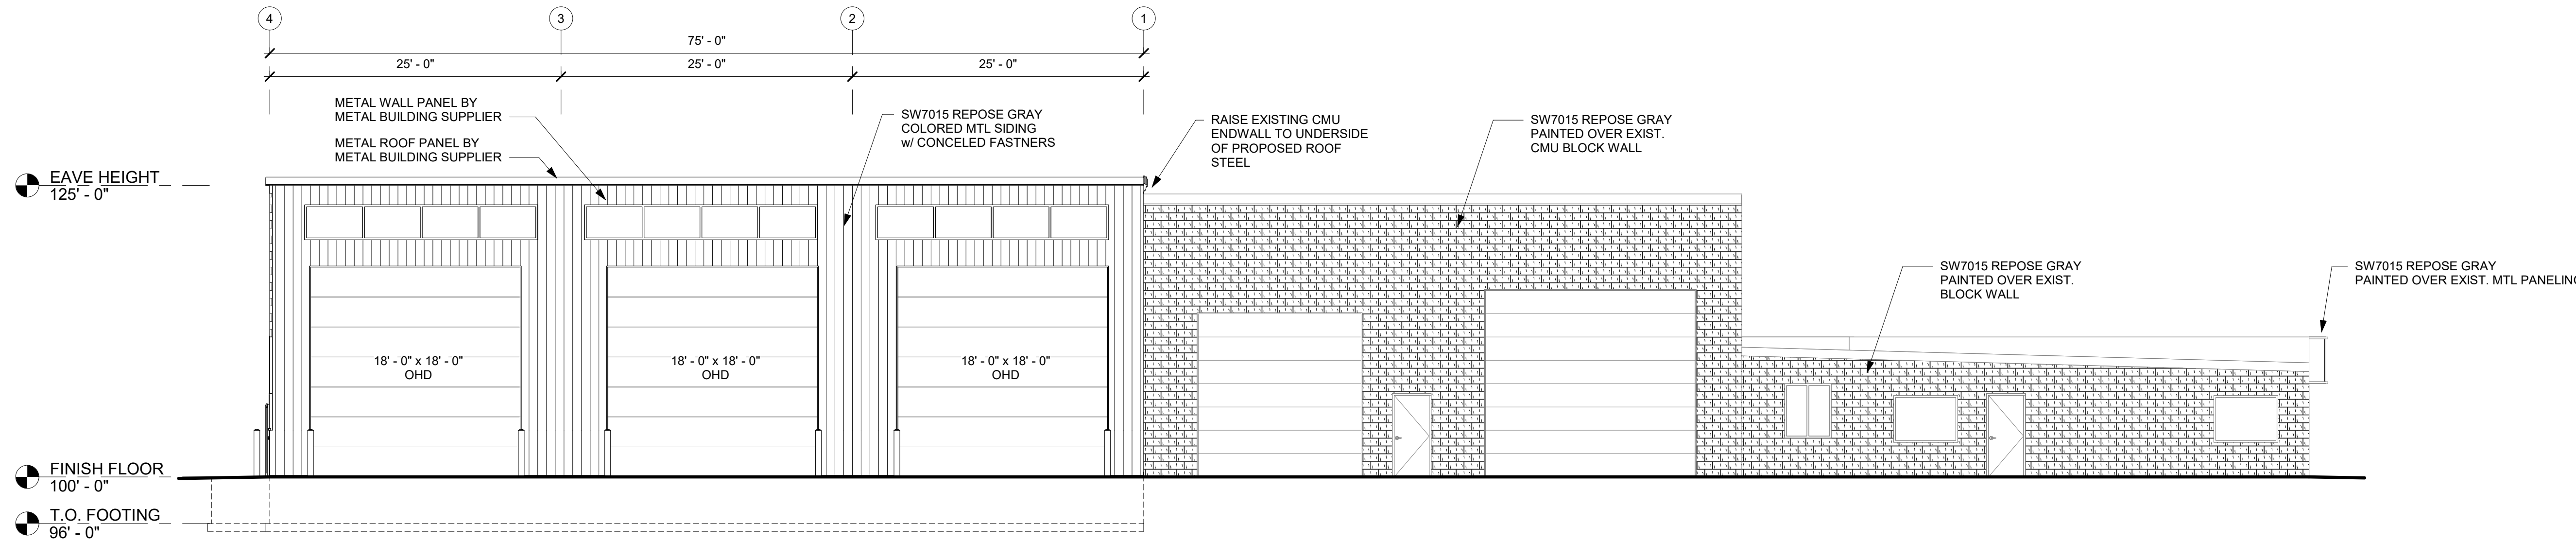 4
3
2
1
75' - 0"
25' - 0"
25' - 0"
25' - 0"
METAL WALL PANEL BY
METAL BUILDING SUPPLIER
METAL ROOF PANEL BY
METAL BUILDING SUPPLIER
SW7015 REPOSE GRAY
COLORED MTL SIDING
w/ CONCELED FASTNERS
RAISE EXISTING CMU
ENDWALL TO UNDERSIDE
OF PROPOSED ROOF
STEEL
SW7015 REPOSE GRAY
PAINTED OVER EXIST.
CMU BLOCK WALL
EAVE HEIGHT
125' - 0"
SW7015 REPOSE GRAY
PAINTED OVER EXIST.
BLOCK WALL
SW7015 REPOSE GRAY
PAINTED OVER EXIST. MTL PANELING
18' - 0" x 18' - 0"
OHD
18' - 0" x 18' - 0"
OHD
18' - 0" x 18' - 0"
OHD
FINISH FLOOR
100' - 0"
T.O. FOOTING
96' - 0"